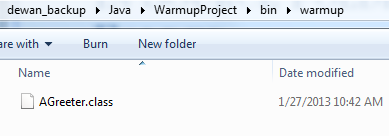 dewan_backup ▸ Java ▸ WarmupProject ▸ bin ▸ warmup
are with ▾ Burn New folder
Name Date modified
AGreeter.class 1/27/2013 10:42 AM